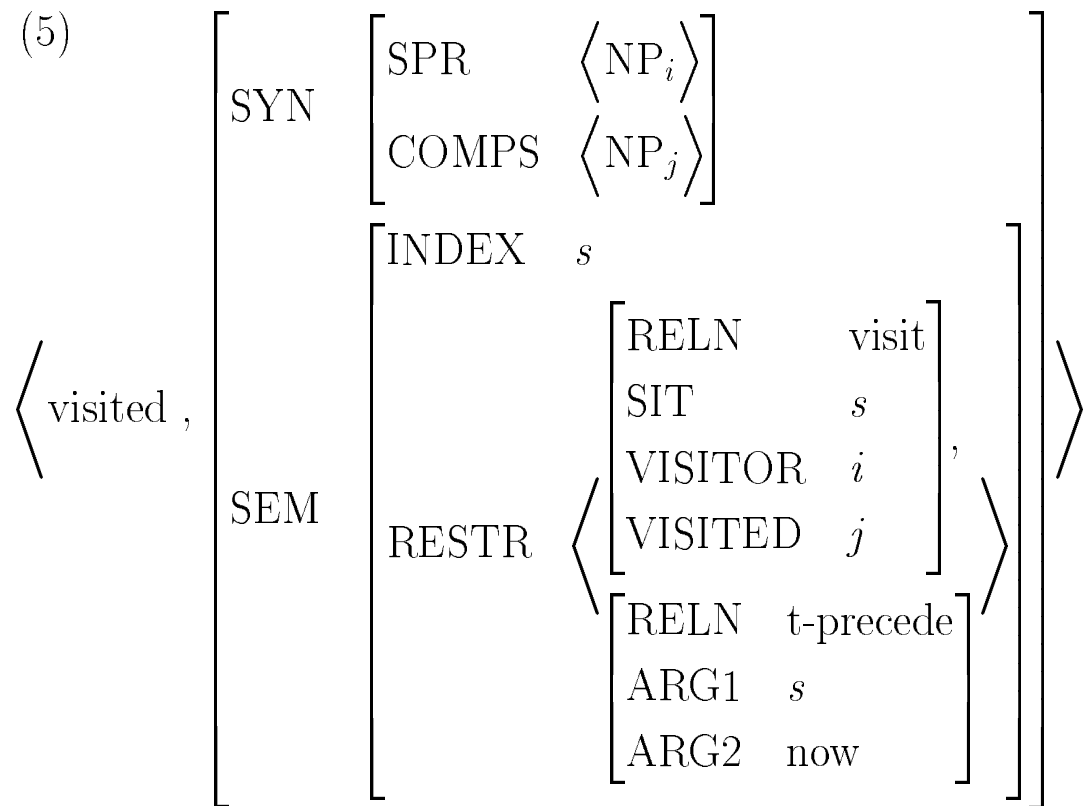 (5)
SPR ⟨NP_i⟩
SYN
COMPS ⟨NP_j⟩
INDEX s
RELN visit
SIT s
⟨ visited ,
VISITOR i ,
SEM
VISITED j
RESTR
RELN t-precede
ARG1 s
ARG2 now